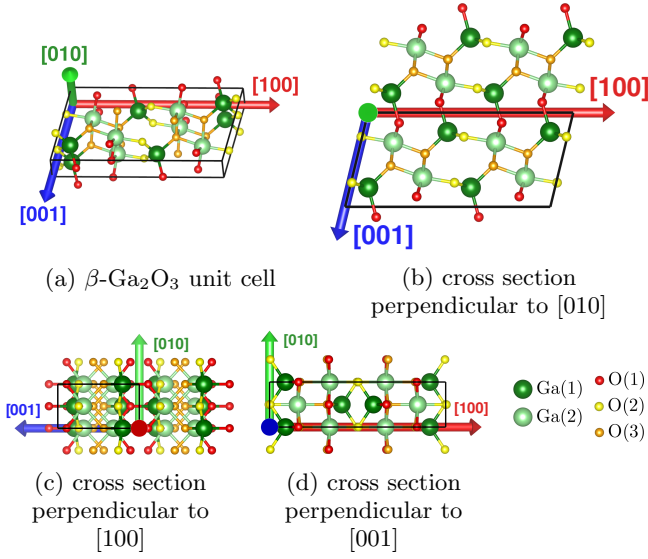 [010]
[100]
[001]
(a) β-Ga₂O₃ unit cell
[100]
[001]
(b) cross section
perpendicular to [010]
[010]
[001]
(c) cross section
perpendicular to
[100]
[010]
[100]
(d) cross section
perpendicular to
[001]
Ga(1)
Ga(2)
O(1)
O(2)
O(3)